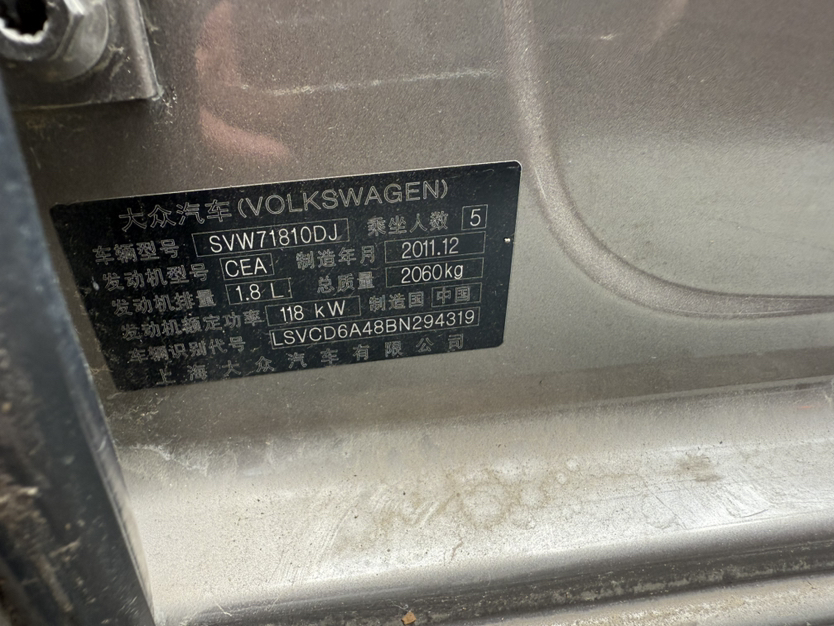 大众汽车(VOLKSWAGEN)
车辆型号 SVW71810DJ 乘坐人数 5
发动机型号 CEA 制造年月 2011.12
发动机排量 1.8 L 总质量 2060kg
发动机额定功率 118 kW 制造国 中国
车辆识别代号 LSVCD6A48BN294319
上海大众汽车有限公司